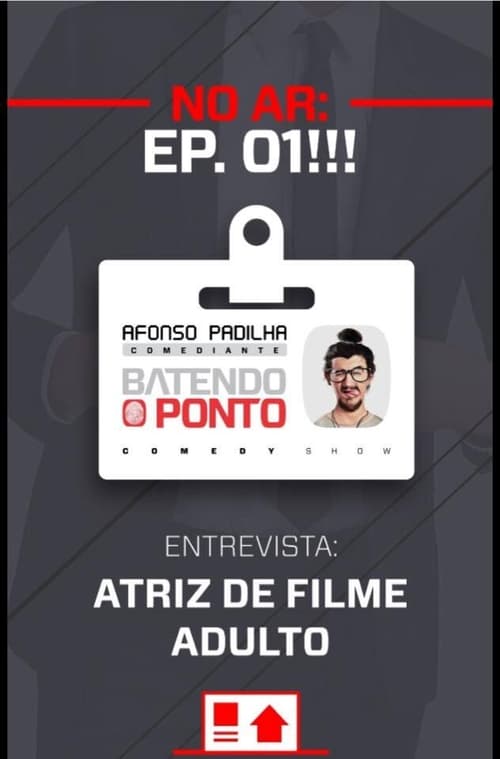 NO AR:
EP. 01!!!
AFONSO PADILHA
COMEDIANTE
BATENDO
O PONTO
COMEDY SHOW
ENTREVISTA:
ATRIZ DE FILME
ADULTO